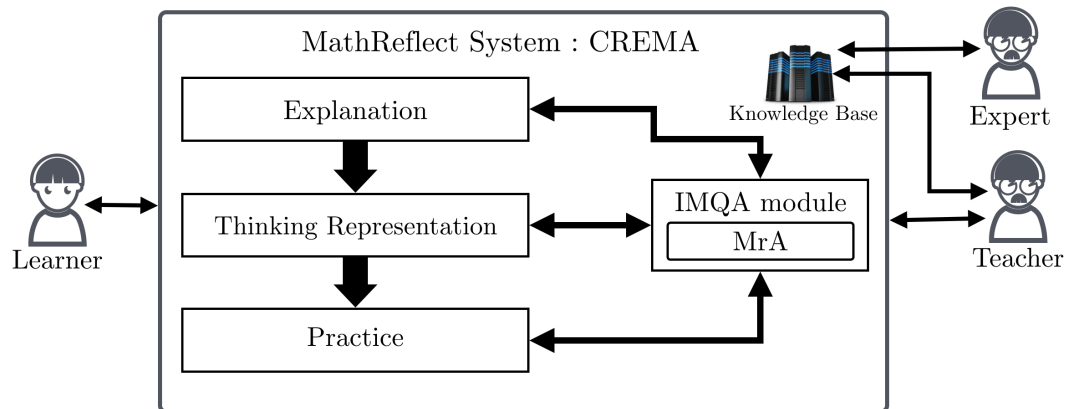 MathReflect System : CREMA
Explanation
Knowledge Base
Expert
Thinking Representation
IMQA module
MrA
Learner
Teacher
Practice